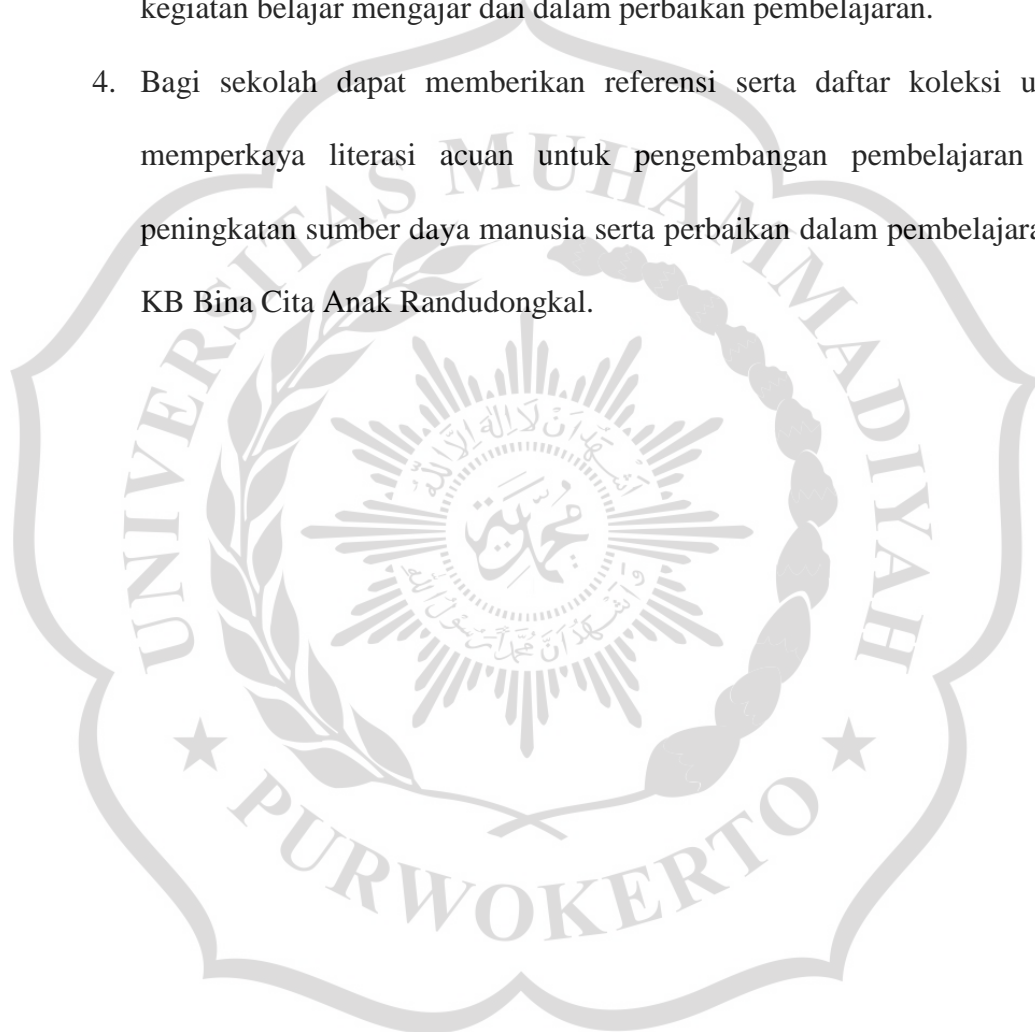 kegiatan belajar mengajar dan dalam perbaikan pembelajaran.
4. Bagi sekolah dapat memberikan referensi serta daftar koleksi
memperkaya literasi acuan untuk pengembangan pembelajaran
peningkatan sumber daya manusia serta perbaikan dalam
KB Bina Cita Anak Randudongkal.
UNIVERSITAS MUHAMMADIYAH
PURWOKERTO